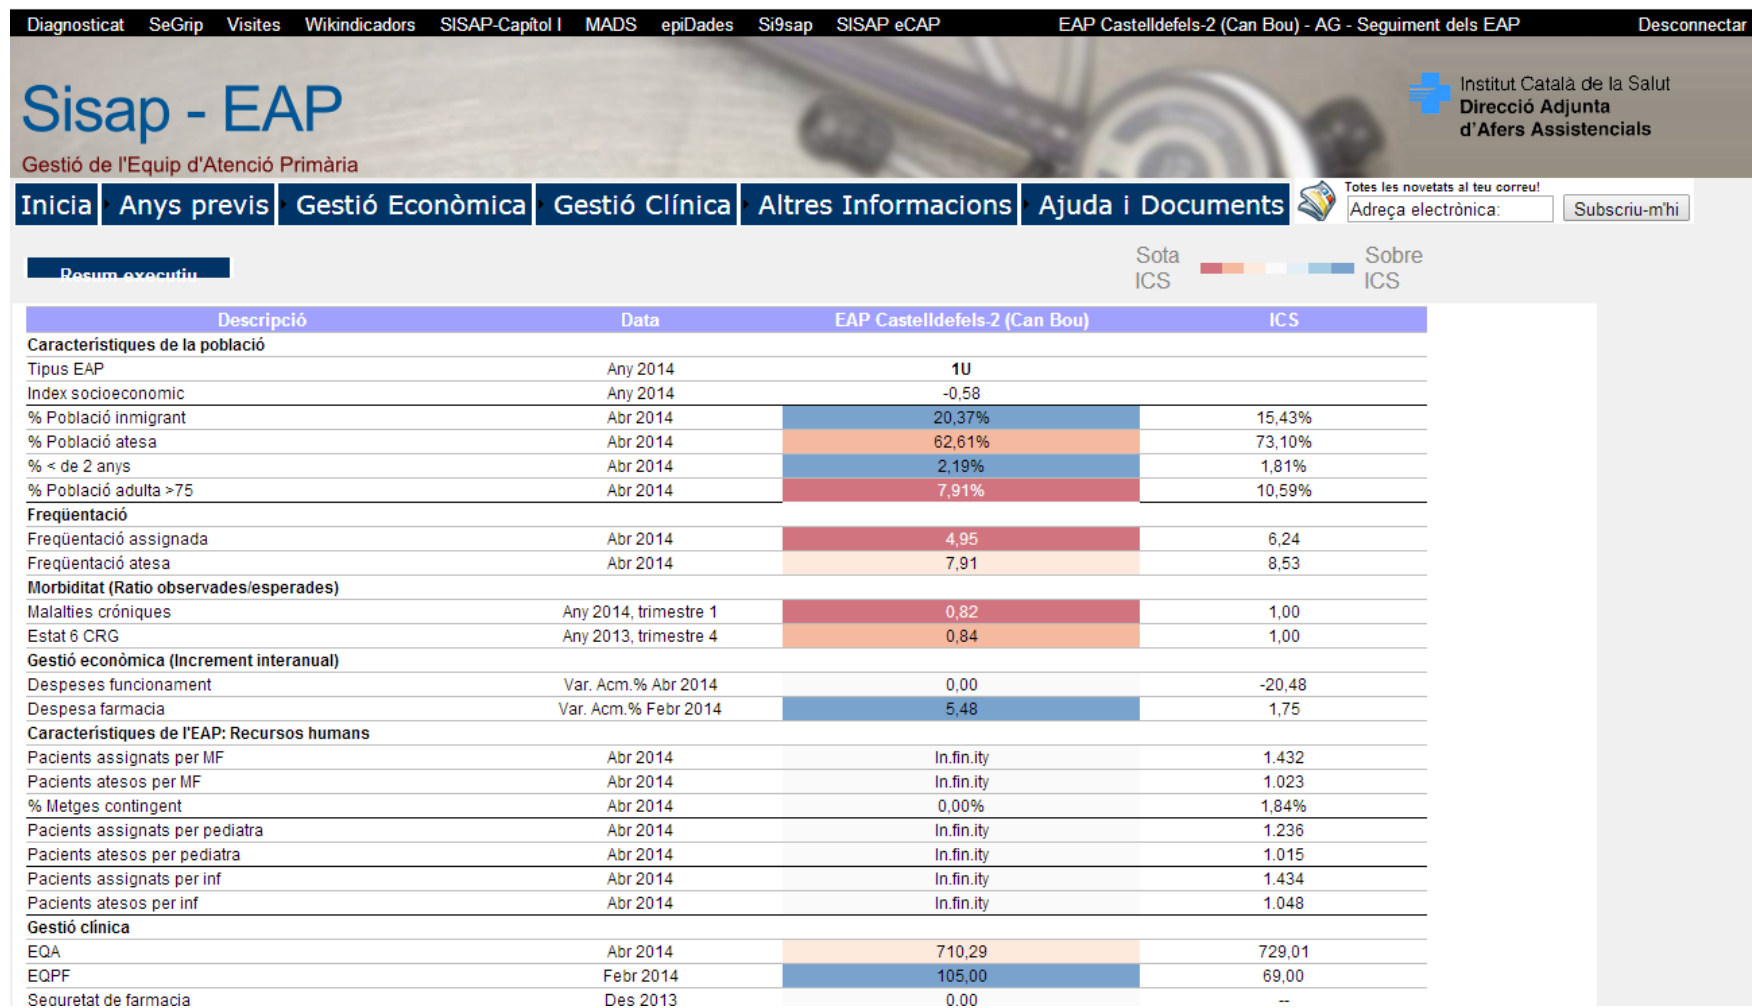 Diagnosticat SeGrip Visites Wikindicadors SISAP-Capítol I MADS epiDades Si9sap SISAP eCAP EAP Castelldefels-2 (Can Bou) - AG - Seguiment dels EAP Desconnectar
Sisap - EAP
Gestió de l'Equip d'Atenció Primària
Institut Català de la Salut
Direcció Adjunta
d'Afers Assistencials
Inicia Anys previs Gestió Econòmica Gestió Clínica Altres Informacions Ajuda i Documents
Totes les novetats al teu correu!
Adreça electrònica: Subscriu-m'hi
Resum executiu
Sota ICS
Sobre ICS
Descripció Data EAP Castelldefels-2 (Can Bou) ICS
Característiques de la població
Tipus EAP Any 2014 1U
Index socioeconomic Any 2014 -0,58
% Població inmigrant Abr 2014 20,37% 15,43%
% Població atesa Abr 2014 62,61% 73,10%
% < de 2 anys Abr 2014 2,19% 1,81%
% Població adulta >75 Abr 2014 7,91% 10,59%
Freqüentació
Freqüentació assignada Abr 2014 4,95 6,24
Freqüentació atesa Abr 2014 7,91 8,53
Morbiditat (Ratio observades/esperades)
Malalties cróniques Any 2014, trimestre 1 0,82 1,00
Estat 6 CRG Any 2013, trimestre 4 0,84 1,00
Gestió econòmica (Increment interanual)
Despeses funcionament Var. Acm.% Abr 2014 0,00 -20,48
Despesa farmacia Var. Acm.% Febr 2014 5,48 1,75
Característiques de l'EAP: Recursos humans
Pacients assignats per MF Abr 2014 In.fin.ity 1.432
Pacients atesos per MF Abr 2014 In.fin.ity 1.023
% Metges contingent Abr 2014 0,00% 1,84%
Pacients assignats per pediatra Abr 2014 In.fin.ity 1.236
Pacients atesos per pediatra Abr 2014 In.fin.ity 1.015
Pacients assignats per inf Abr 2014 In.fin.ity 1.434
Pacients atesos per inf Abr 2014 In.fin.ity 1.048
Gestió clínica
EQA Abr 2014 710,29 729,01
EQPF Febr 2014 105,00 69,00
Seguretat de farmacia Des 2013 0,00 --